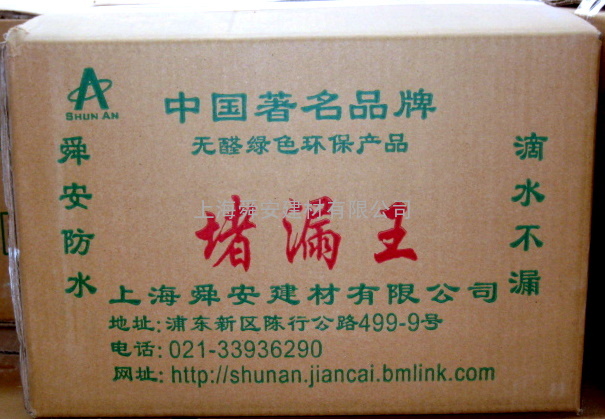 SHUN AN
中国著名品牌
无醛绿色环保产品
舜安防水
滴水不漏
上海舜安建材有限公司
堵漏王
上海舜安建材有限公司
地址:浦东新区陈行公路499-9号
电话:021-33936290
网址:http://shunan.jiancai.bmlink.com